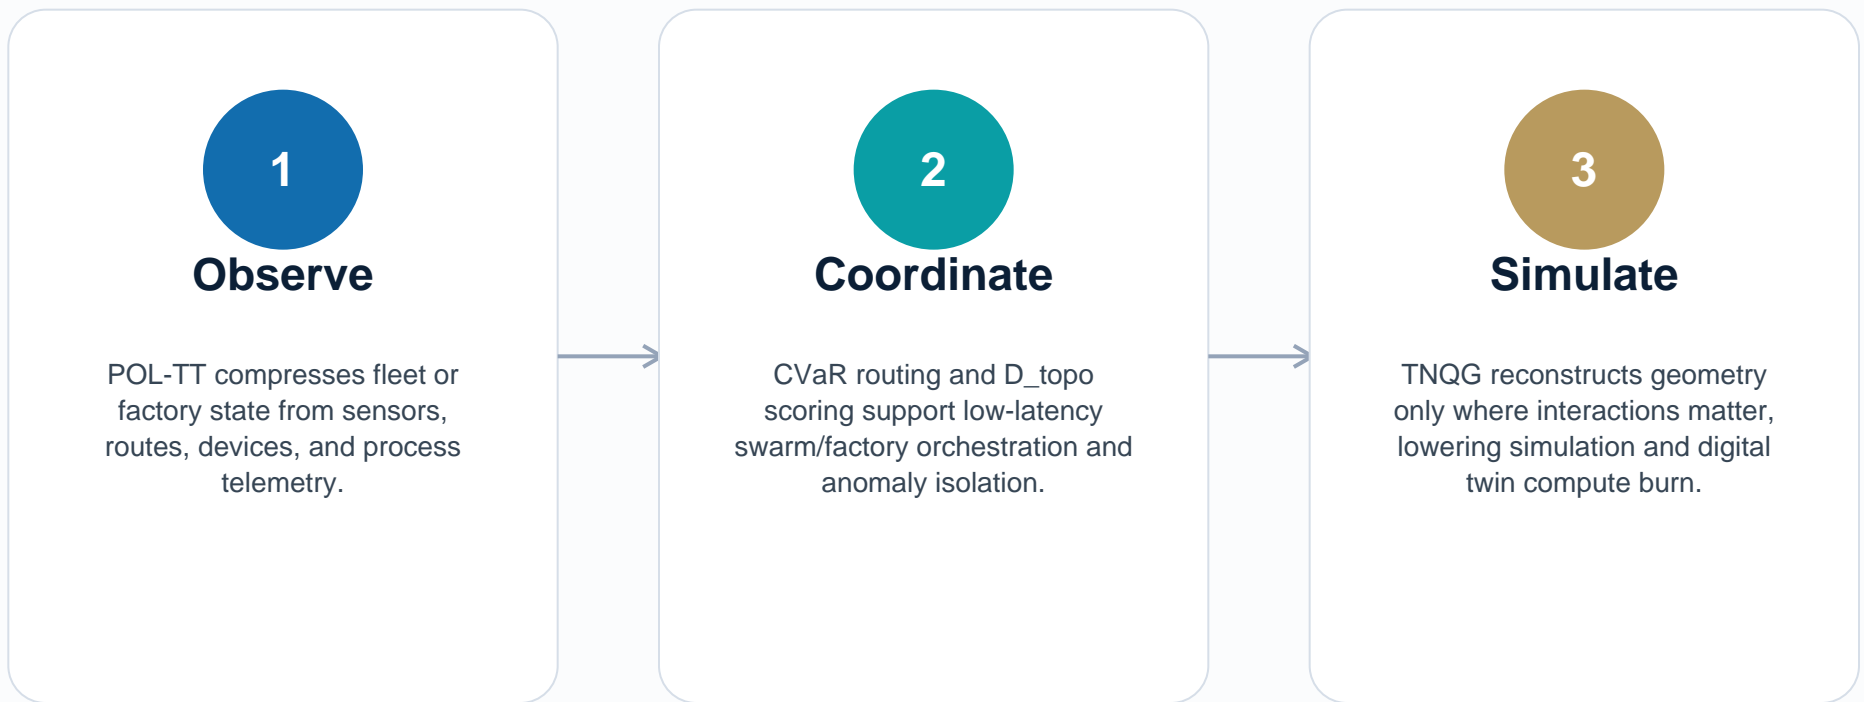 1
Observe
POL-TT compresses fleet or
factory state from sensors,
routes, devices, and process
telemetry.
2
Coordinate
CVaR routing and D_topo
scoring support low-latency
swarm/factory orchestration and
anomaly isolation.
3
Simulate
TNQG reconstructs geometry
only where interactions matter,
lowering simulation and digital
twin compute burn.